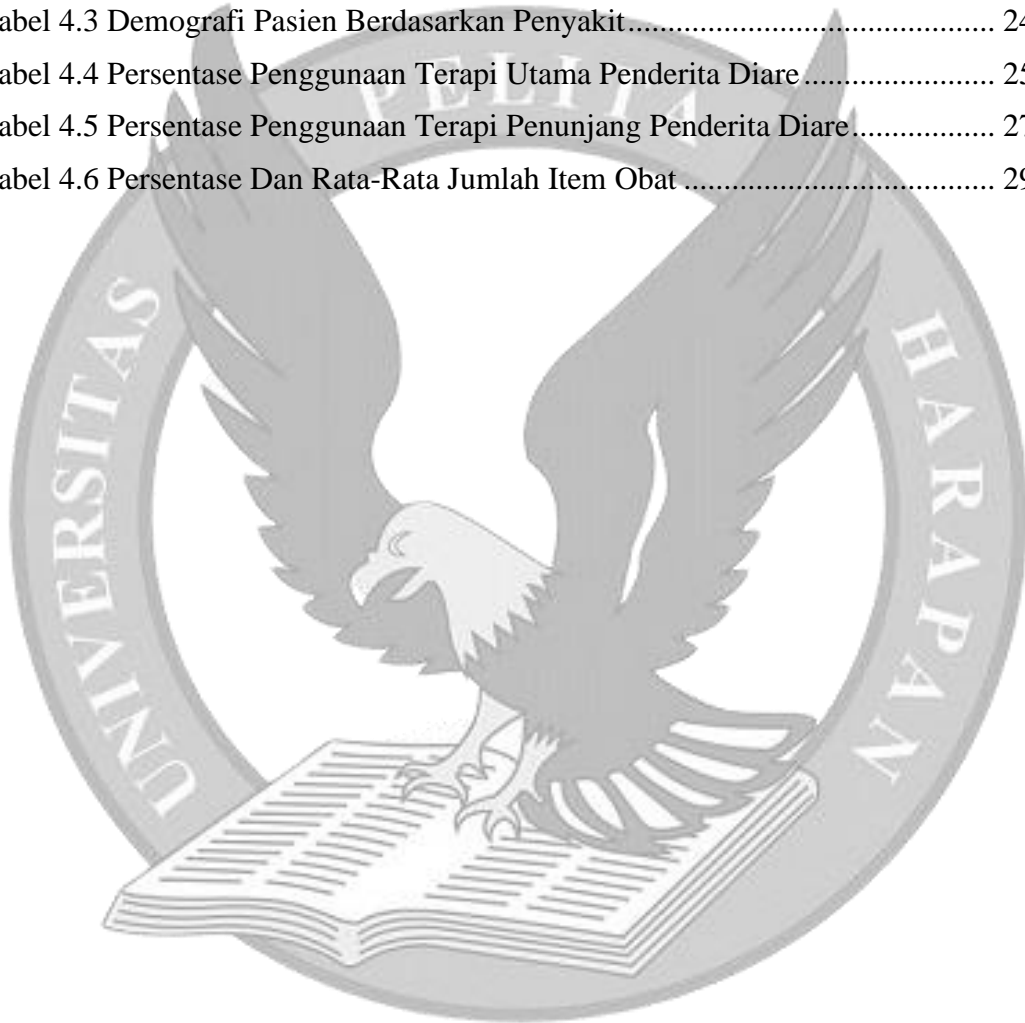 abel 4.3 Demografi Pasien Berdasarkan Penyakit..................................... 24
abel 4.4 Persentase Penggunaan Terapi Utama Penderita Diare................... 25
abel 4.5 Persentase Penggunaan Terapi Penunjang Penderita Diare.............. 27
abel 4.6 Persentase Dan Rata-Rata Jumlah Item Obat ............................... 29
UNIVERSITAS PELITA HARAPAN